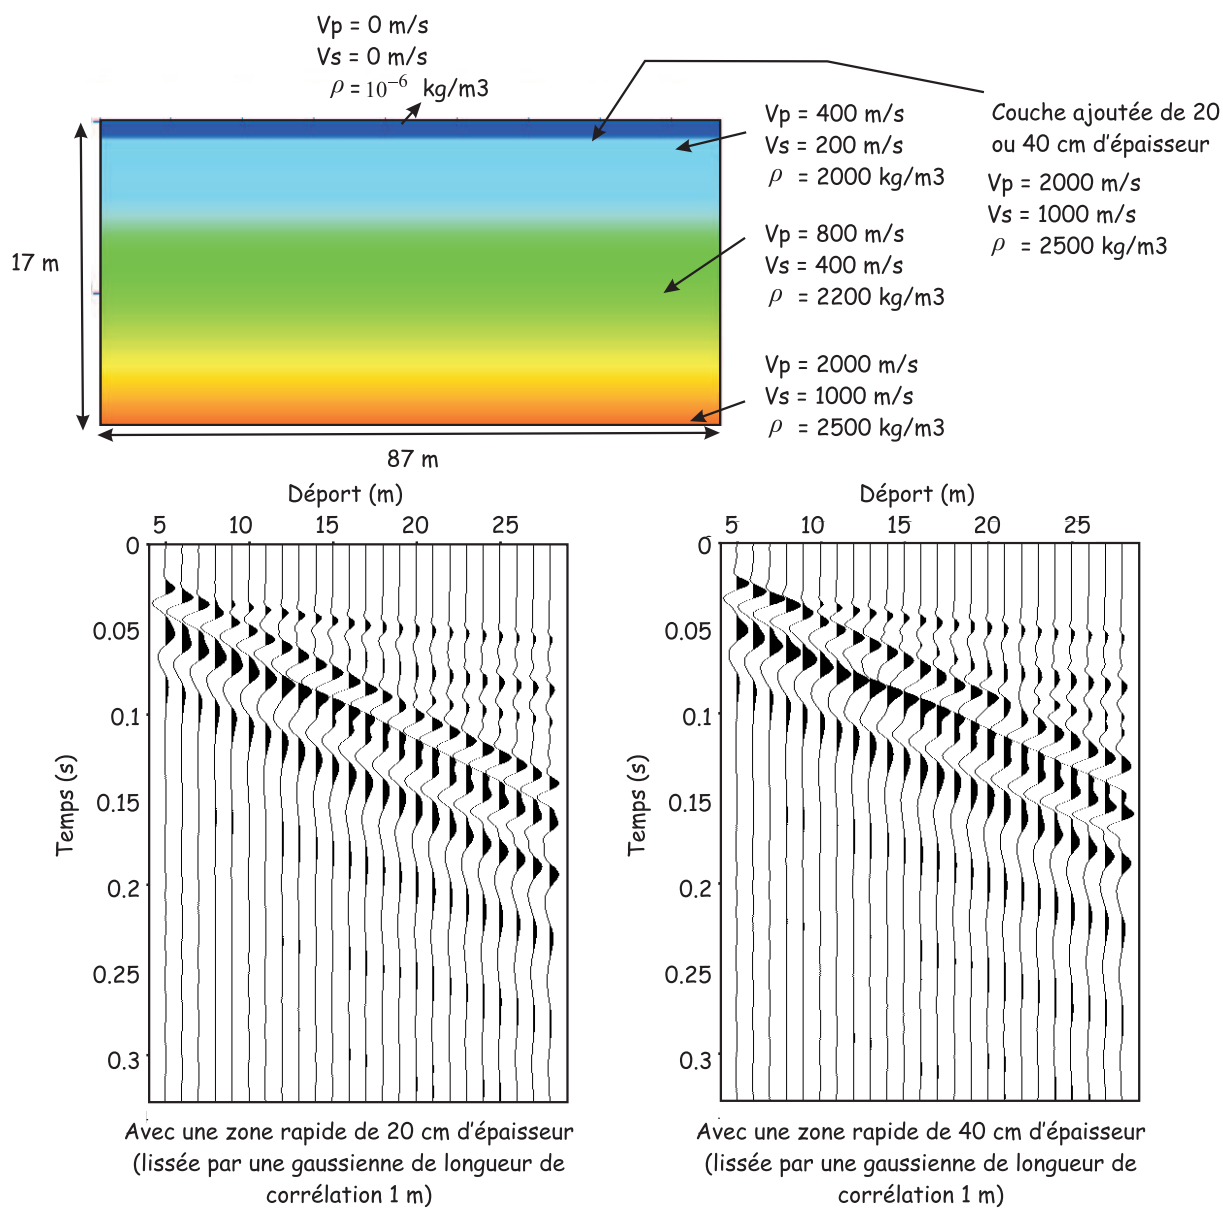 Vp = 0 m/s
Vs = 0 m/s
ρ = 10⁻⁶ kg/m3
Vp = 400 m/s
Vs = 200 m/s
ρ = 2000 kg/m3
Couche ajoutée de 20
ou 40 cm d'épaisseur
Vp = 2000 m/s
Vs = 1000 m/s
ρ = 2500 kg/m3
Vp = 800 m/s
Vs = 400 m/s
ρ = 2200 kg/m3
17 m
Vp = 2000 m/s
Vs = 1000 m/s
ρ = 2500 kg/m3
87 m
Déport (m)
5 10 15 20 25
0
0.05
0.1
0.15
0.2
0.25
0.3
Temps (s)
Avec une zone rapide de 20 cm d'épaisseur
(lissée par une gaussienne de longueur de
corrélation 1 m)
Déport (m)
5 10 15 20 25
0
0.05
0.1
0.15
0.2
0.25
0.3
Temps (s)
Avec une zone rapide de 40 cm d'épaisseur
(lissée par une gaussienne de longueur de
corrélation 1 m)